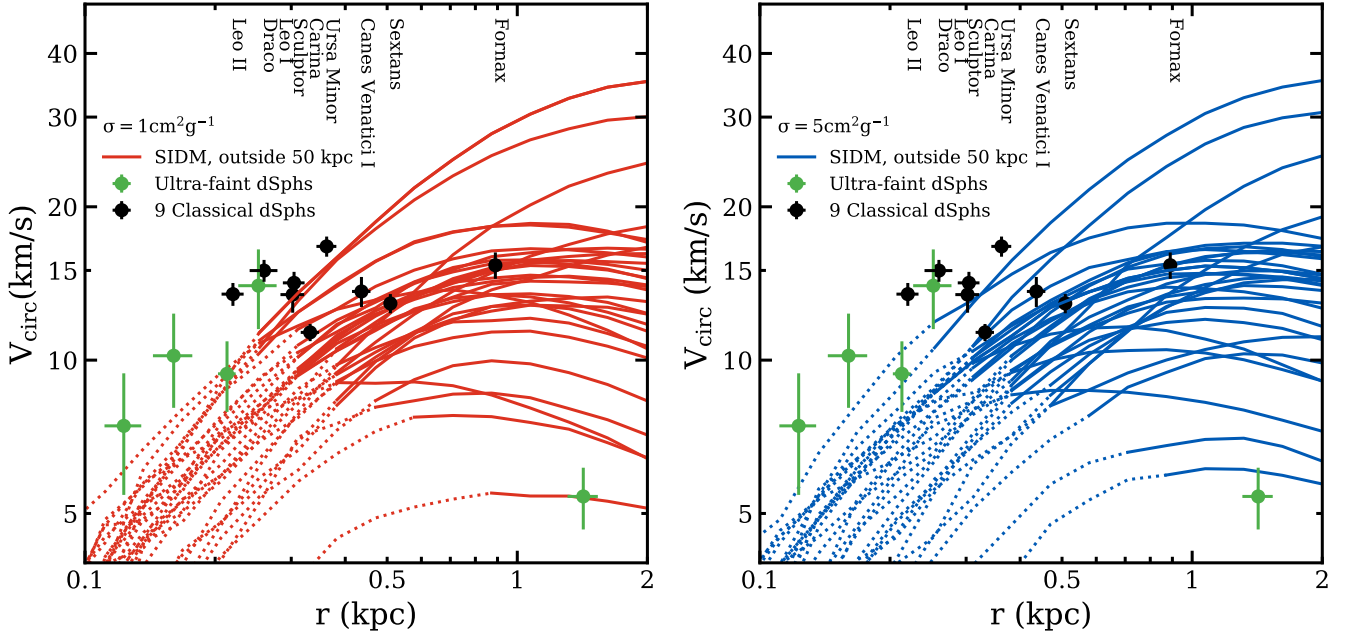 Leo II
Draco
Leo I
Sculptor
Carina
Ursa Minor
Canes Venatici I
Sextans
Fornax
σ = 1cm²g⁻¹
SIDM, outside 50 kpc
Ultra-faint dSphs
9 Classical dSphs
40
30
20
15
10
5
V_circ(km/s)
0.1
0.5
1
2
r (kpc)
Leo II
Draco
Leo I
Sculptor
Carina
Ursa Minor
Canes Venatici I
Sextans
Fornax
σ = 5cm²g⁻¹
SIDM, outside 50 kpc
Ultra-faint dSphs
9 Classical dSphs
40
30
20
15
10
5
V_circ(km/s)
0.1
0.5
1
2
r (kpc)